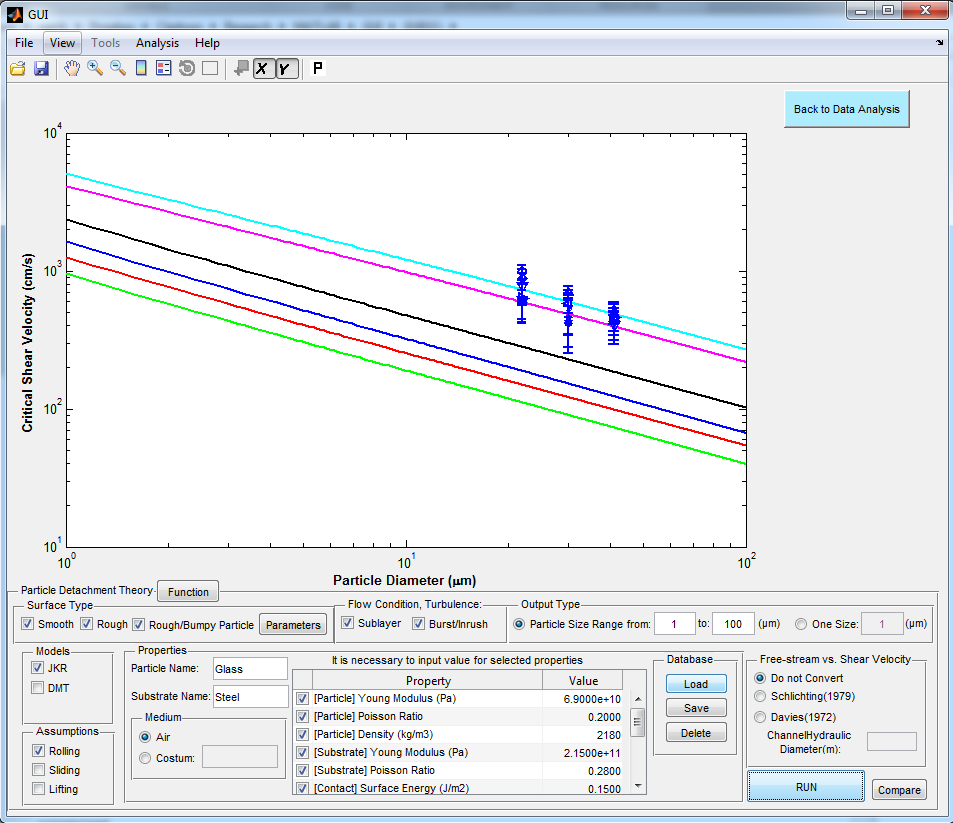 GUI
File View Tools Analysis Help
X Y P
Back to Data Analysis
10^4
10^3
10^2
10^1
Critical Shear Velocity (cm/s)
10^0 10^1 10^2
Particle Diameter (μm)
Particle Detachment Theory Function
Surface Type
Smooth Rough Rough/Bumpy Particle Parameters
Flow Condition, Turbulence:
Sublayer Burst/Inrush
Output Type
Particle Size Range from: 1 to: 100 (μm) One Size: 1 (μm)
Models
JKR
DMT
Assumptions
Rolling
Sliding
Lifting
Properties
Particle Name: Glass
Substrate Name: Steel
Medium
Air
Costum:
It is necessary to input value for selected properties
Property Value
[Particle] Young Modulus (Pa) 6.9000e+10
[Particle] Poisson Ratio 0.2000
[Particle] Density (kg/m3) 2180
[Substrate] Young Modulus (Pa) 2.1500e+11
[Substrate] Poisson Ratio 0.2800
[Contact] Surface Energy (J/m2) 0.1500
Database
Load
Save
Delete
Free-stream vs. Shear Velocity
Do not Convert
Schlichting(1979)
Davies(1972)
ChannelHydraulic
Diameter(m):
RUN Compare